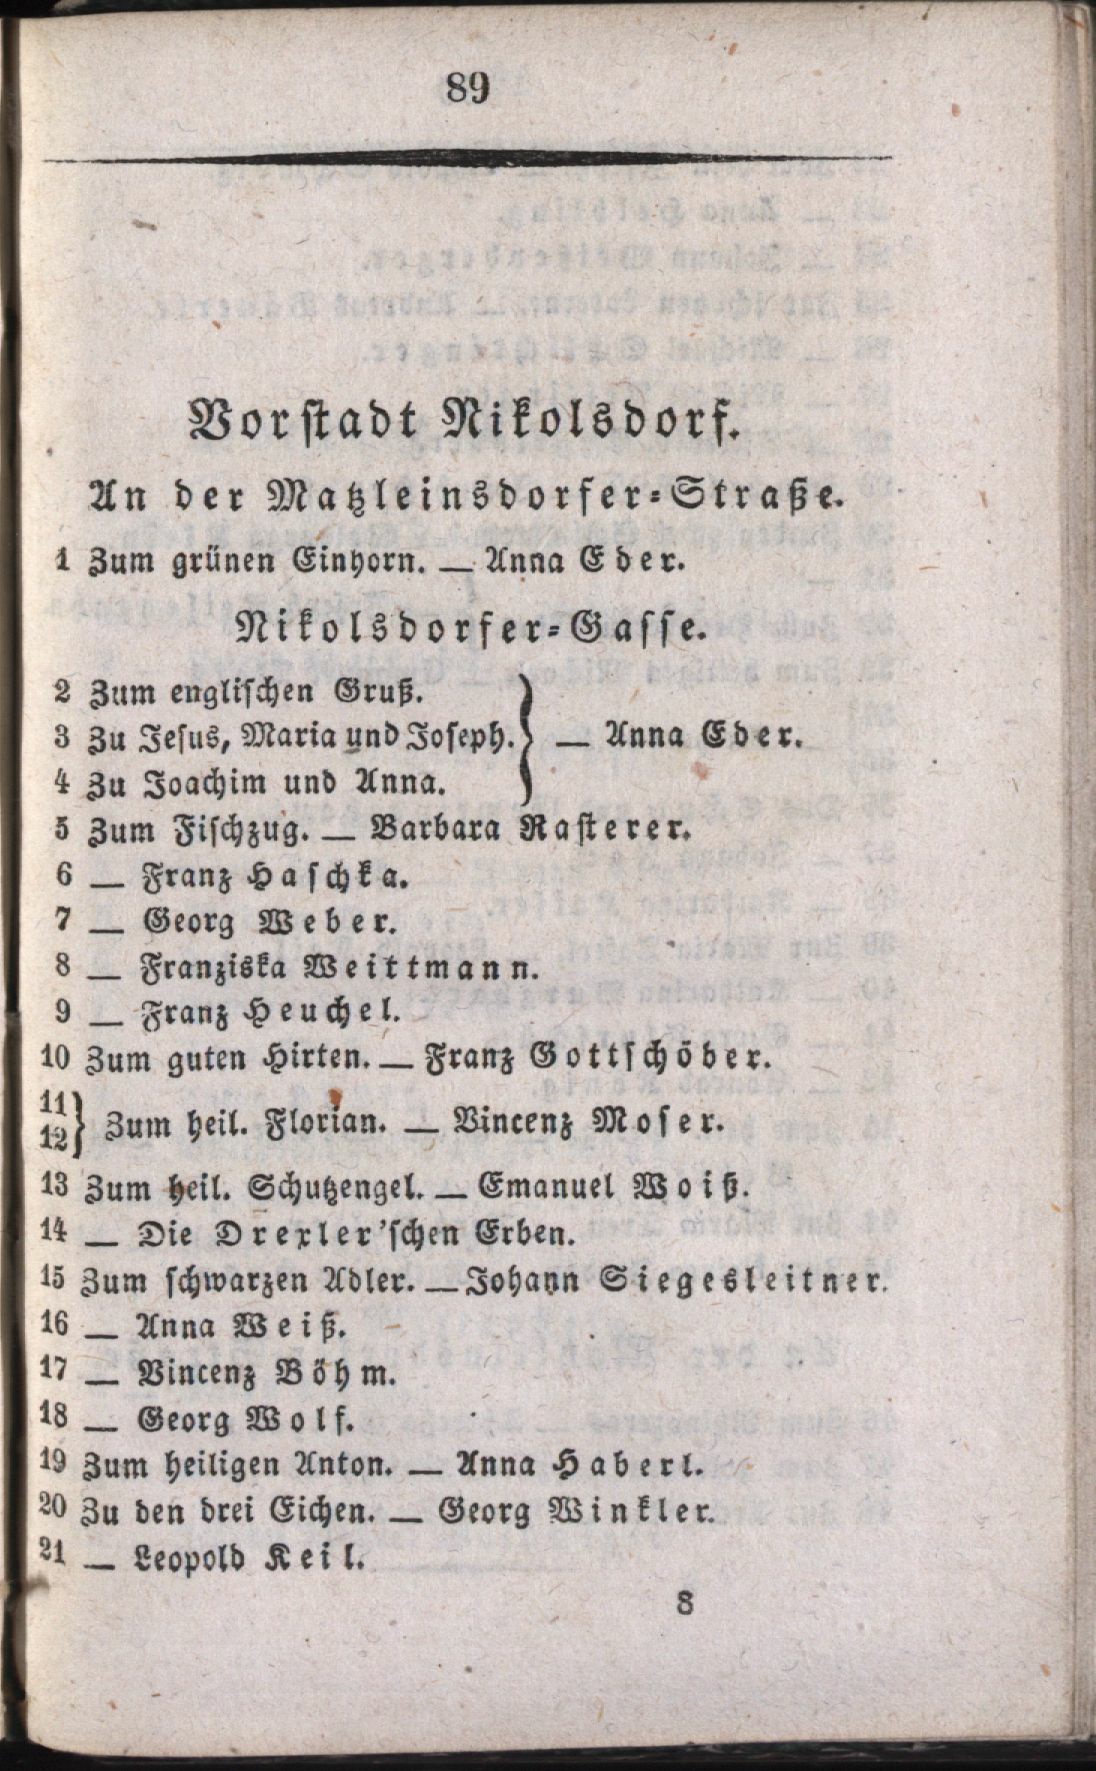 89
Vorstadt Nikolsdorf.
An der Matzleinsdorfer-Straße.
1 Zum grünen Einhorn. — Anna Eder.
Nikolsdorfer-Gasse.
2 Zum englischen Gruß.
3 Zu Jesus, Maria und Joseph. } — Anna Eder.
4 Zu Joachim und Anna.
5 Zum Fischzug. — Barbara Rasterer.
6 — Franz Haschka.
7 — Georg Weber.
8 — Franziska Weittmann.
9 — Franz Heuchel.
10 Zum guten Hirten. — Franz Gottschöber.
11
12 } Zum heil. Florian. — Vincenz Moser.
13 Zum heil. Schutzengel. — Emanuel Woiß.
14 — Die Drexler'schen Erben.
15 Zum schwarzen Adler. — Johann Siegesleitner.
16 — Anna Weiß.
17 — Vincenz Böhm.
18 — Georg Wolf.
19 Zum heiligen Anton. — Anna Haberl.
20 Zu den drei Eichen. — Georg Winkler.
21 — Leopold Keil.
8